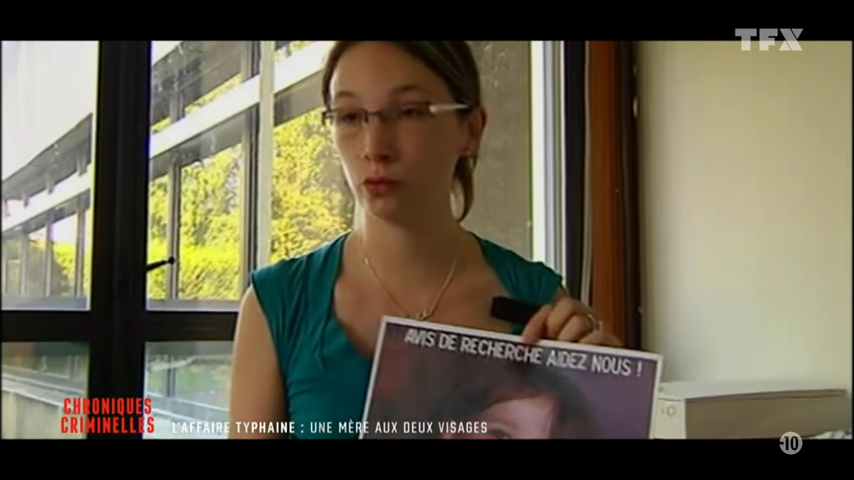 TFX
AVIS DE RECHERCHE AIDEZ NOUS !
CHRONIQUES
CRIMINELLES
L'AFFAIRE TYPHAINE : UNE MÈRE AUX DEUX VISAGES
-10